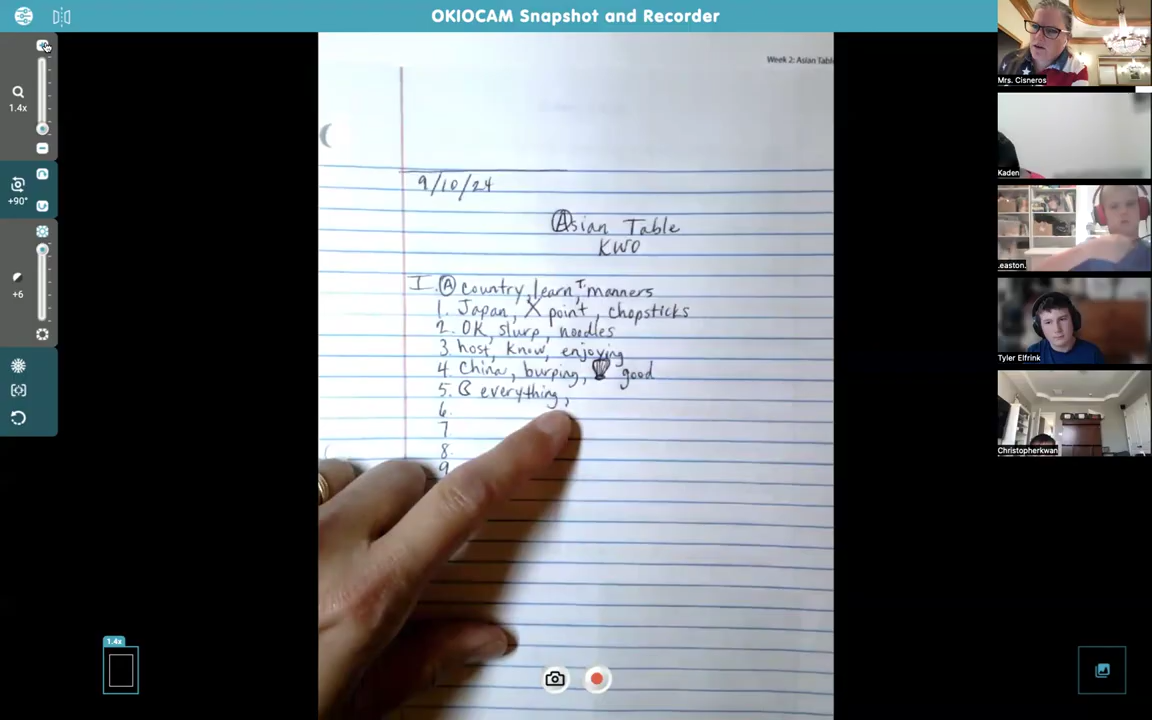 OKIOCAM Snapshot and Recorder
1.4x
+90°
+6
1.4x
Week 2: Asian Tabl
9/10/24
Asian Table
KWO
I. A country, learn, T. manners
1. Japan, X point, chopsticks
2. OK, slurp, noodles
3. host, know, enjoying
4. China, burping, good
5. everything,
6.
7
8.
9
Mrs. Cisneros
Kaden
Leaston.
Tyler Elfrink
Christopherkwan